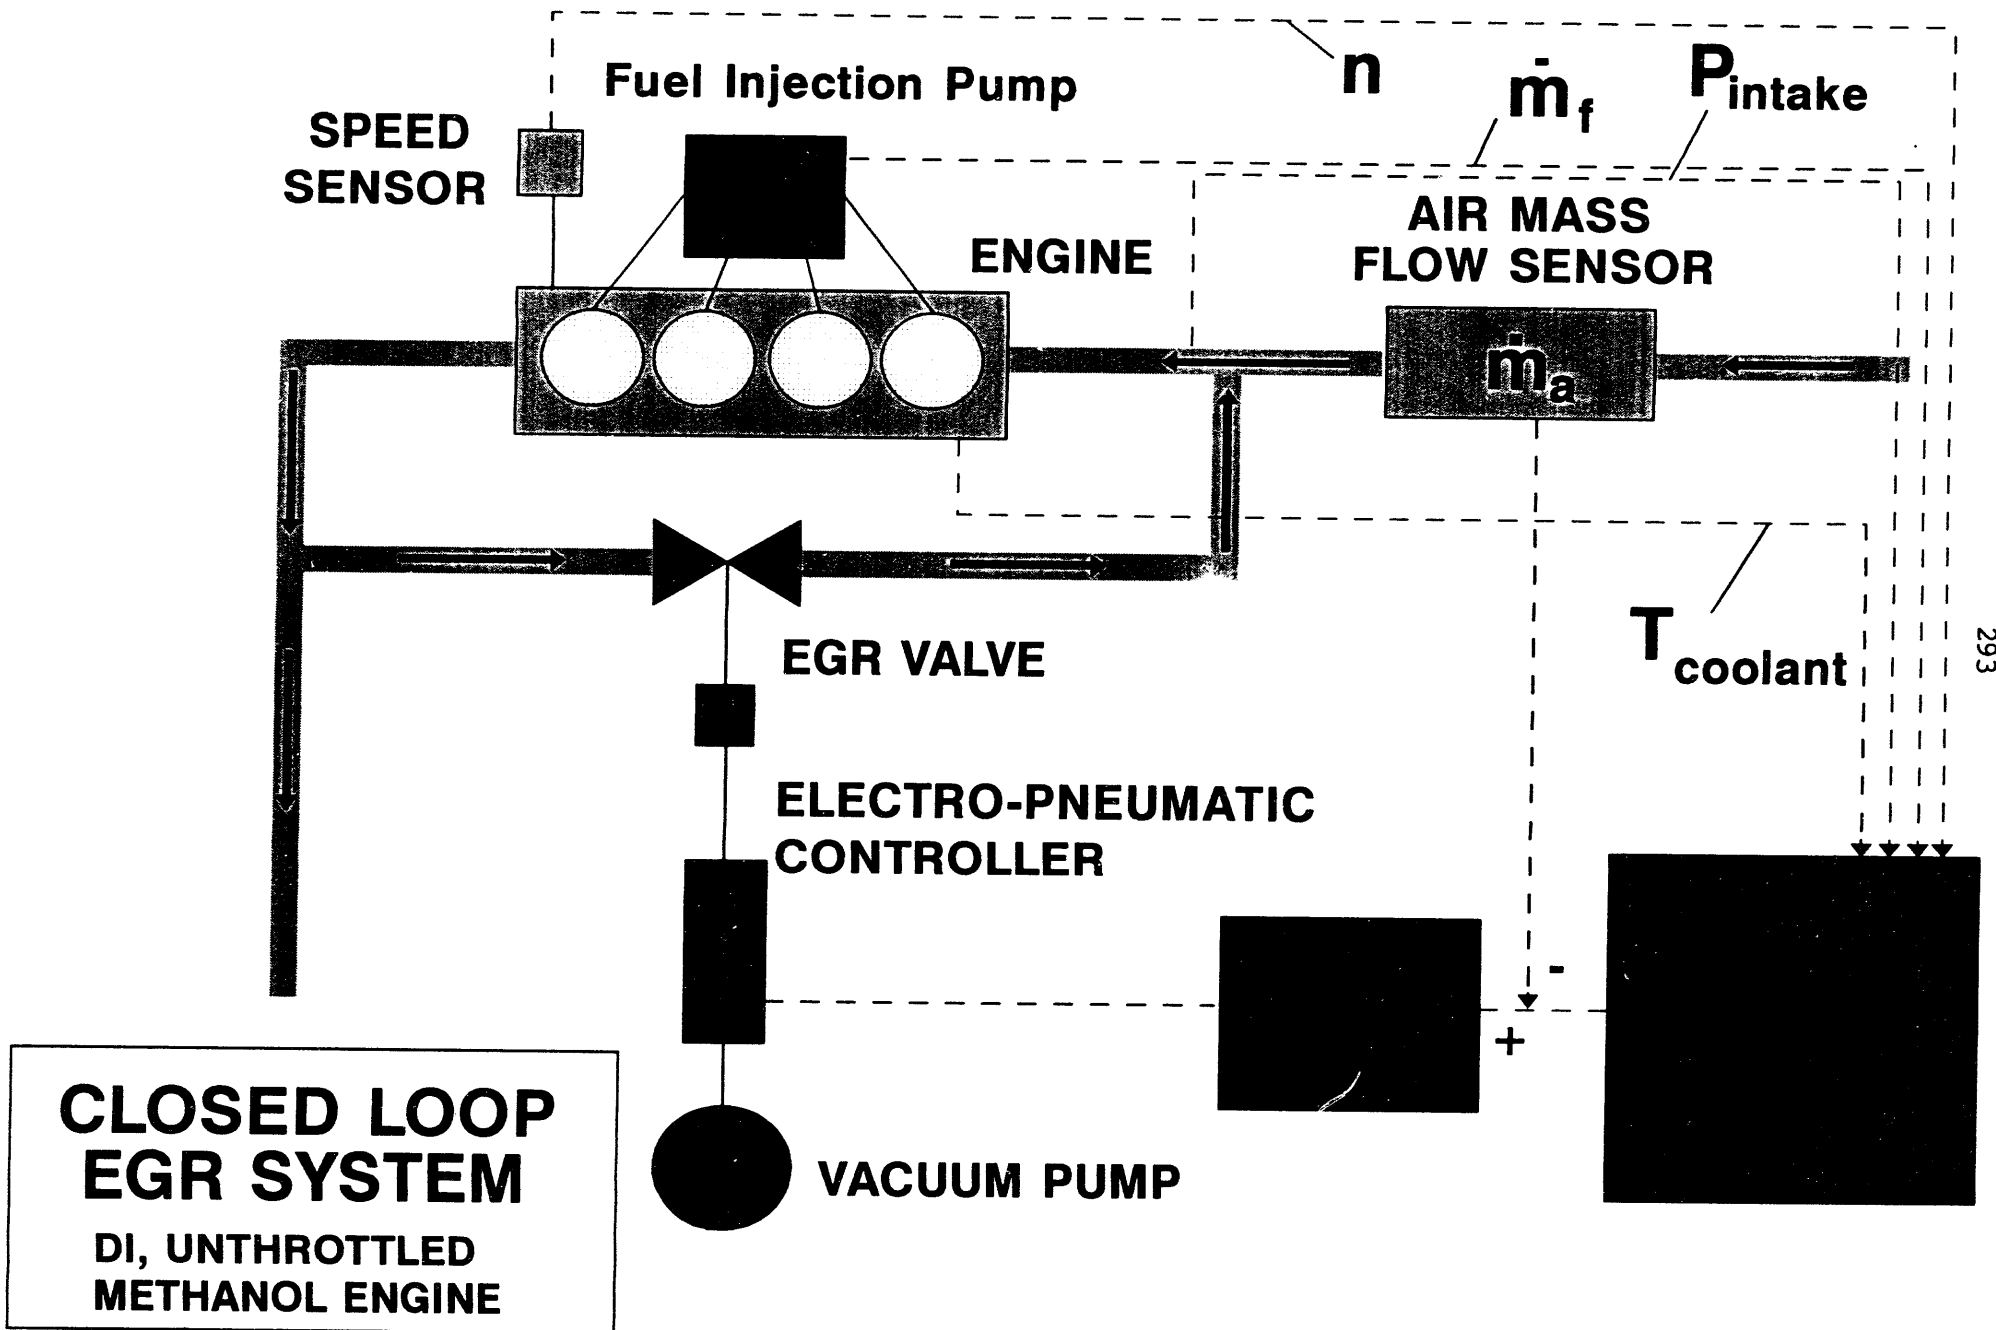 n
ṁf
Pintake
Fuel Injection Pump
SPEED
SENSOR
AIR MASS
FLOW SENSOR
ENGINE
ṁa
293
Tcoolant
EGR VALVE
ELECTRO-PNEUMATIC
CONTROLLER
-
+
VACUUM PUMP
CLOSED LOOP
EGR SYSTEM
DI, UNTHROTTLED
METHANOL ENGINE